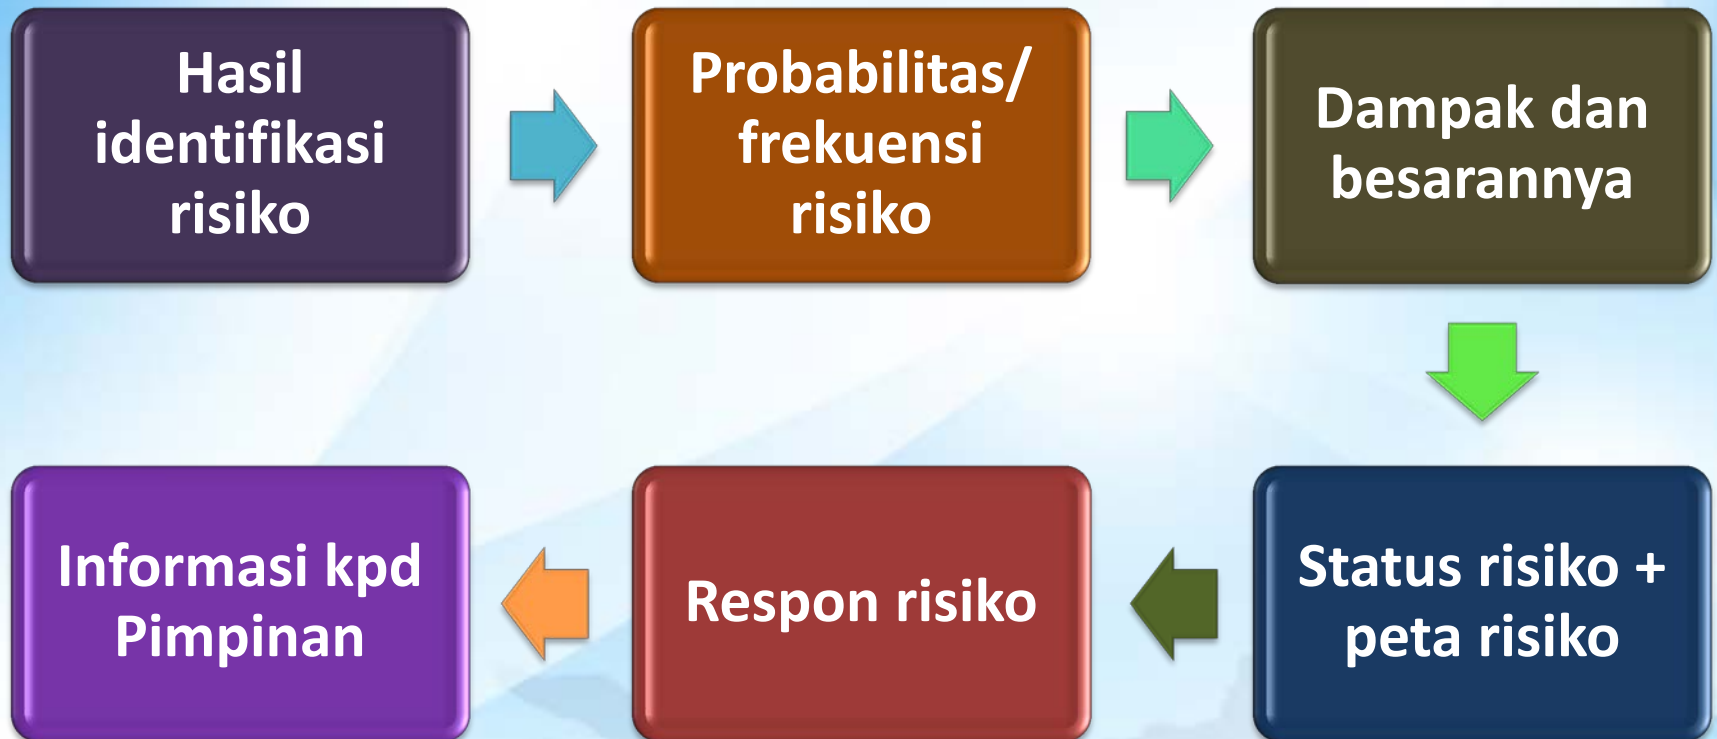 Hasil
identifikasi
risiko
Probabilitas/
frekuensi
risiko
Dampak dan
besarannya
Status risiko +
peta risiko
Respon risiko
Informasi kpd
Pimpinan